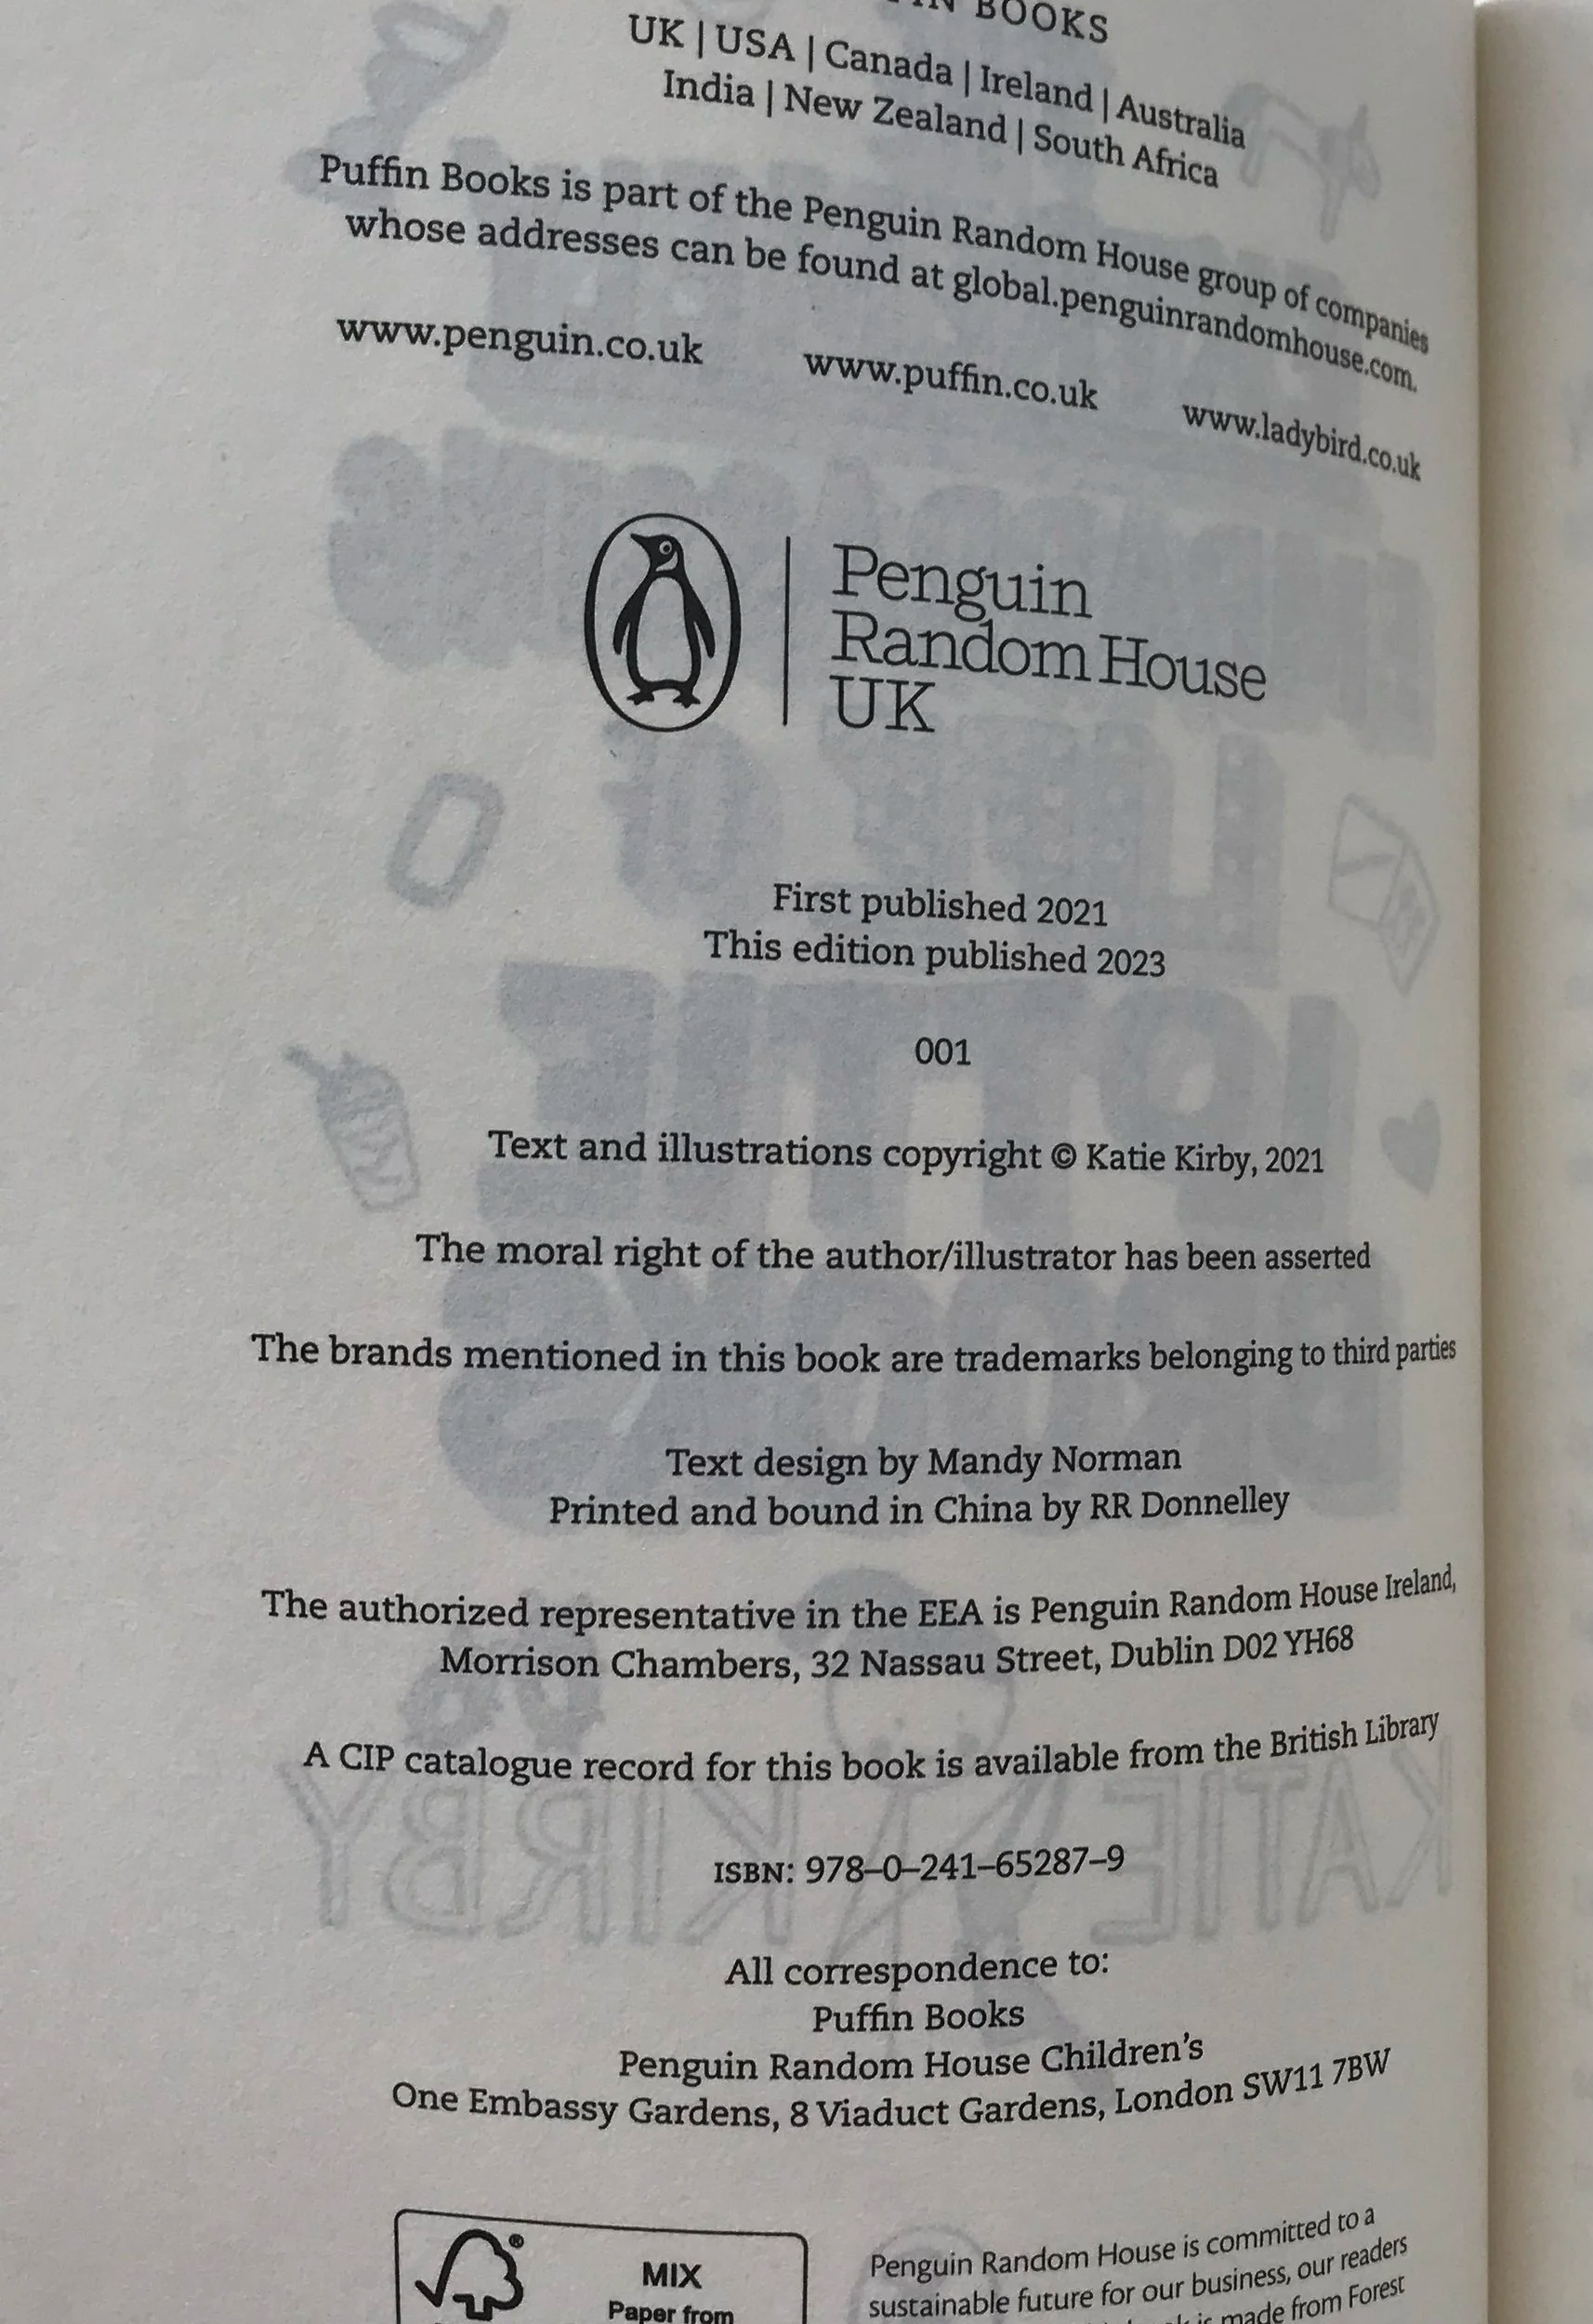 BOOKS
UK | USA | Canada | Ireland | Australia
India | New Zealand | South Africa
Puffin Books is part of the Penguin Random House group of companies
whose addresses can be found at global.penguinrandomhouse.com.
www.penguin.co.uk www.puffin.co.uk www.ladybird.co.uk
Penguin
Random House
UK
First published 2021
This edition published 2023
001
Text and illustrations copyright © Katie Kirby, 2021
The moral right of the author/illustrator has been asserted
The brands mentioned in this book are trademarks belonging to third parties
Text design by Mandy Norman
Printed and bound in China by RR Donnelley
The authorized representative in the EEA is Penguin Random House Ireland,
Morrison Chambers, 32 Nassau Street, Dublin D02 YH68
A CIP catalogue record for this book is available from the British Library
KATIE KIRBY
ISBN: 978–0–241–65287–9
All correspondence to:
Puffin Books
Penguin Random House Children's
One Embassy Gardens, 8 Viaduct Gardens, London SW11 7BW
MIX
Paper from
Penguin Random House is committed to a
sustainable future for our business, our readers
is made from Forest